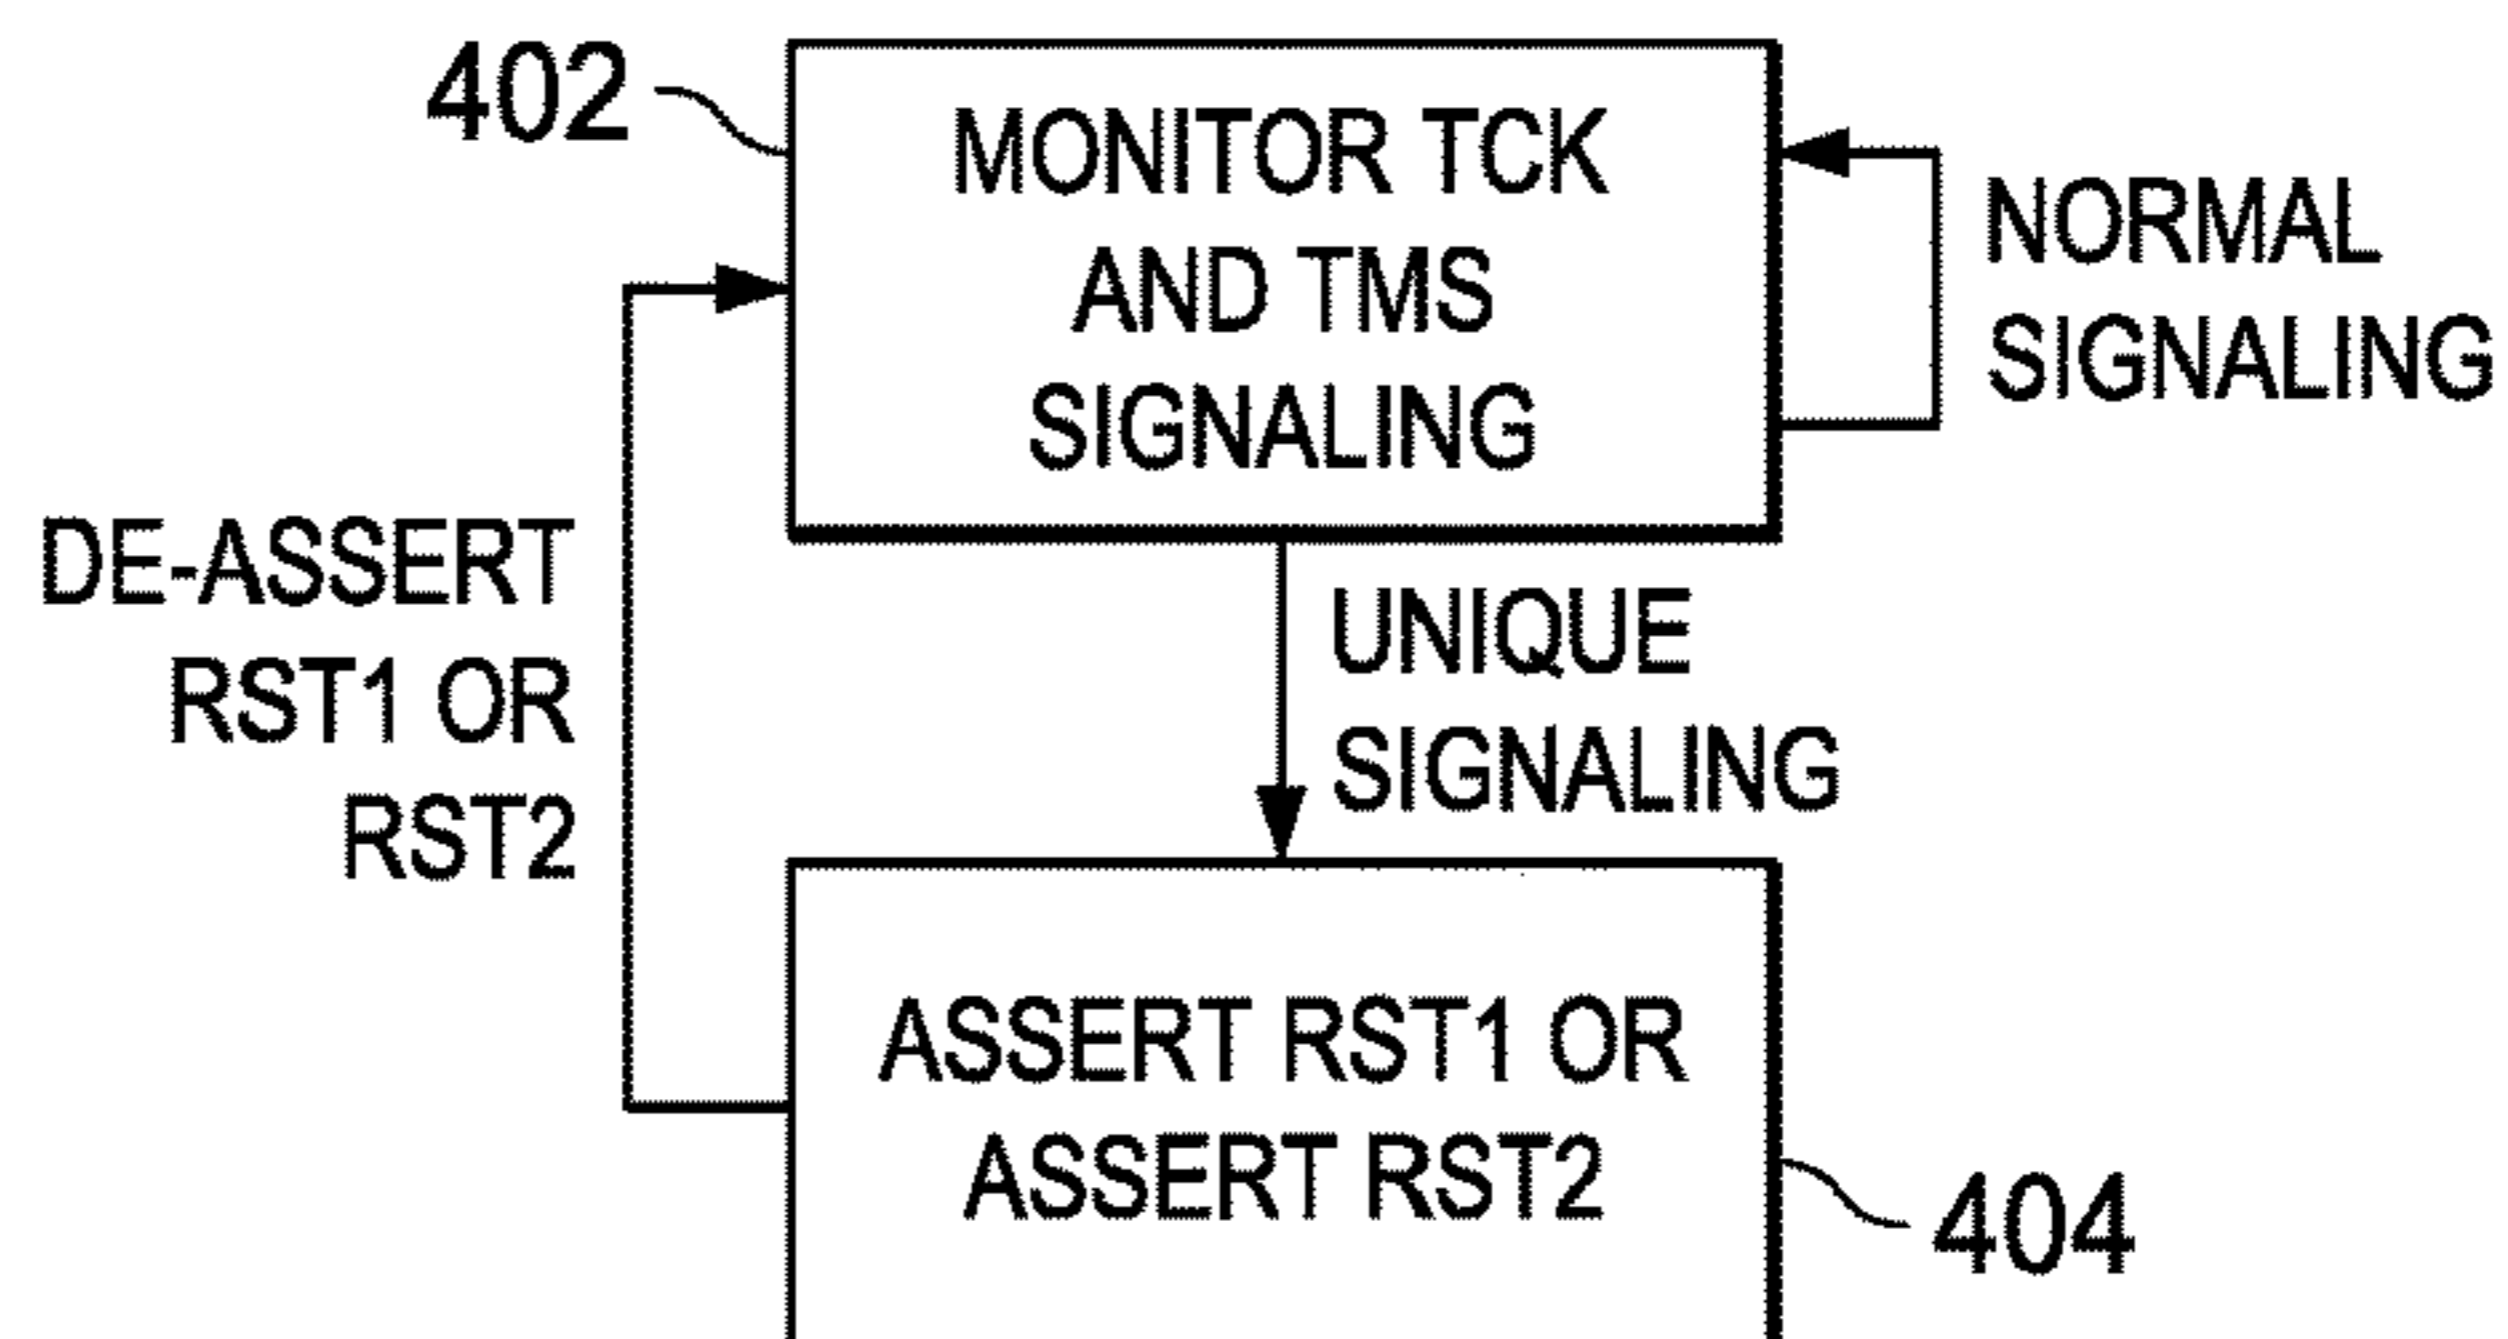 402
MONITOR TCK
AND TMS
SIGNALING
NORMAL
SIGNALING
DE-ASSERT
RST1 OR
RST2
UNIQUE
SIGNALING
ASSERT RST1 OR
ASSERT RST2
404